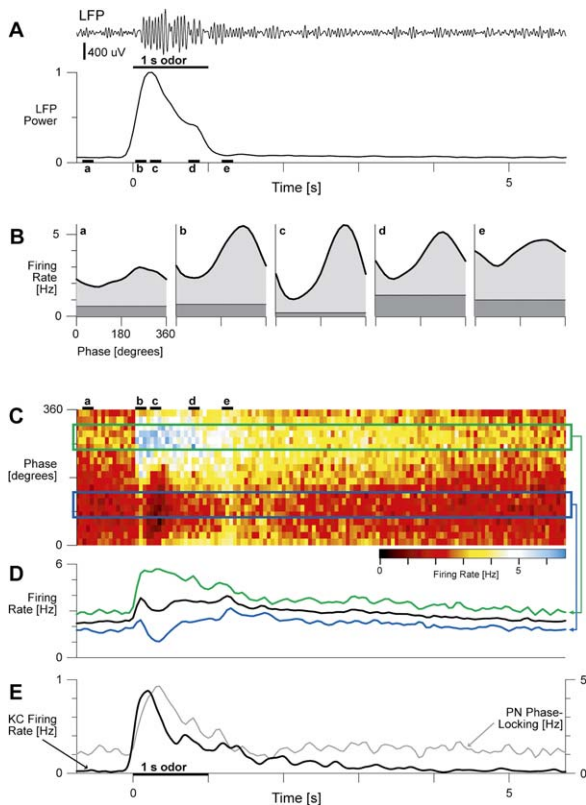 A
LFP
400 uV
1 s odor
1
LFP
Power
0
a b c d e
0 5
Time [s]
B
a b c d e
5
Firing
Rate
[Hz]
0
0 180 360
Phase [degrees]
C
a b c d e
360
Phase
[degrees]
0
0 5
Firing Rate [Hz]
D
6
Firing
Rate [Hz]
0
E
1 5
KC Firing
Rate [Hz]
PN Phase-
Locking [Hz]
0 0
1 s odor
0 5
Time [s]